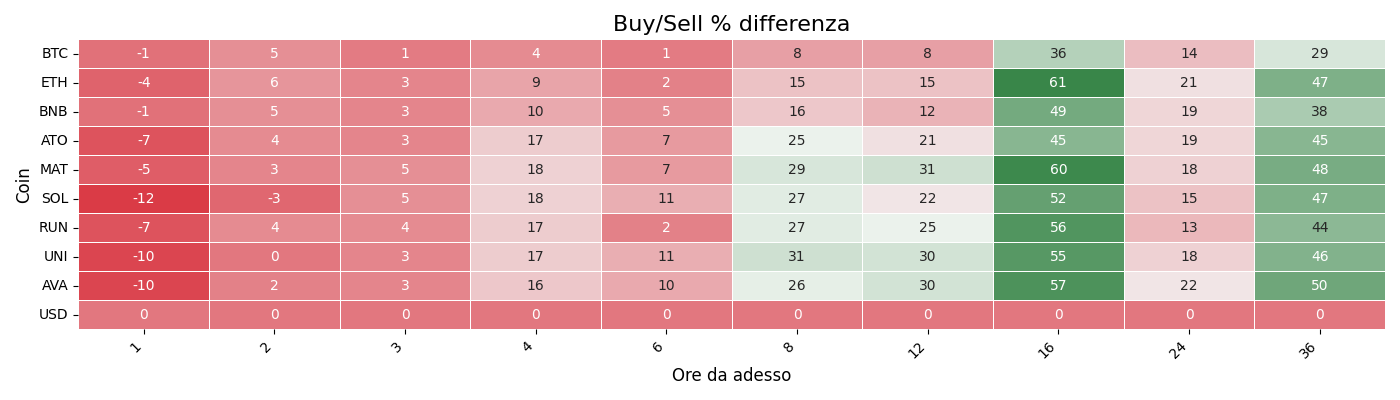 Buy/Sell % differenza
BTC -1 5 1 4 1 8 8 36 14 29
ETH -4 6 3 9 2 15 15 61 21 47
BNB -1 5 3 10 5 16 12 49 19 38
ATO -7 4 3 17 7 25 21 45 19 45
MAT -5 3 5 18 7 29 31 60 18 48
SOL -12 -3 5 18 11 27 22 52 15 47
RUN -7 4 4 17 2 27 25 56 13 44
UNI -10 0 3 17 11 31 30 55 18 46
AVA -10 2 3 16 10 26 30 57 22 50
USD 0 0 0 0 0 0 0 0 0 0
Coin
1 2 3 4 6 8 12 16 24 36
Ore da adesso